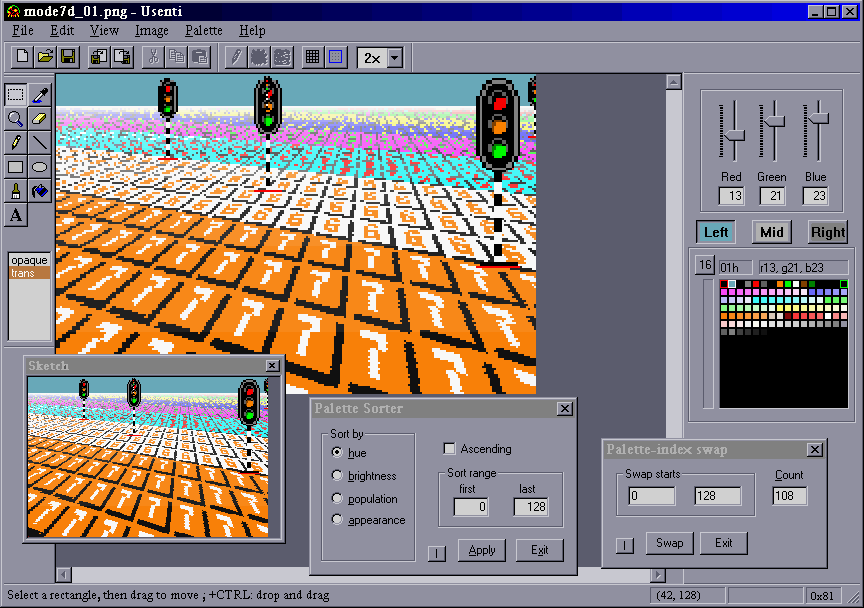 mode7d_01.png - Usenti
File Edit View Image Palette Help
2x
A
opaque
trans
Red Green Blue
13 21 23
Left Mid Right
16 01h r13, g21, b23
Sketch
Palette Sorter
Sort by
hue
brightness
population
appearance
Ascending
Sort range
first last
0 128
I Apply Exit
Palette-index swap
Swap starts
Count
0 128 108
I Swap Exit
Select a rectangle, then drag to move ; +CTRL: drop and drag
(42, 128)
0x81